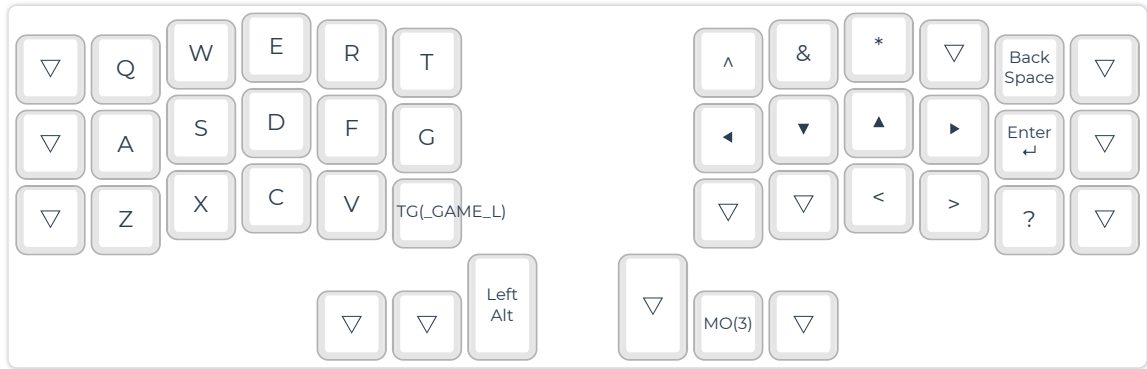 ▽ Q W E R T ^ & * ▽ Back Space ▽
▽ A S D F G ◂ ▾ ▴ ▸ Enter ↵ ▽
▽ Z X C V TG(_GAME_L) ▽ ▽ < > ? ▽
▽ ▽ Left Alt ▽ MO(3) ▽